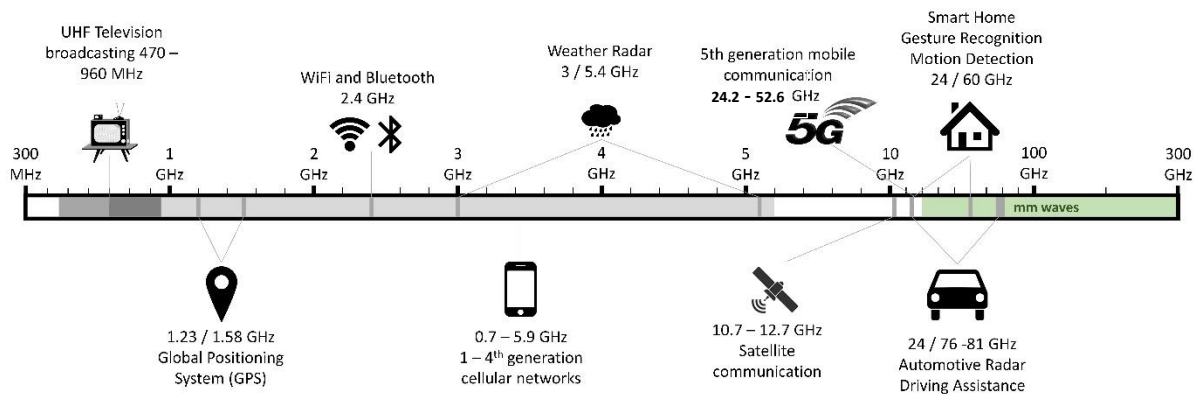 UHF Television
broadcasting 470 –
960 MHz
WiFi and Bluetooth
2.4 GHz
Weather Radar
3 / 5.4 GHz
5th generation mobile
communication
24.2 - 52.6 GHz
5G
Smart Home
Gesture Recognition
Motion Detection
24 / 60 GHz
300
MHz
1
GHz
2
GHz
3
GHz
4
GHz
5
GHz
10
GHz
100
GHz
300
GHz
mm waves
1.23 / 1.58 GHz
Global Positioning
System (GPS)
0.7 – 5.9 GHz
1 – 4th generation
cellular networks
10.7 – 12.7 GHz
Satellite
communication
24 / 76 -81 GHz
Automotive Radar
Driving Assistance